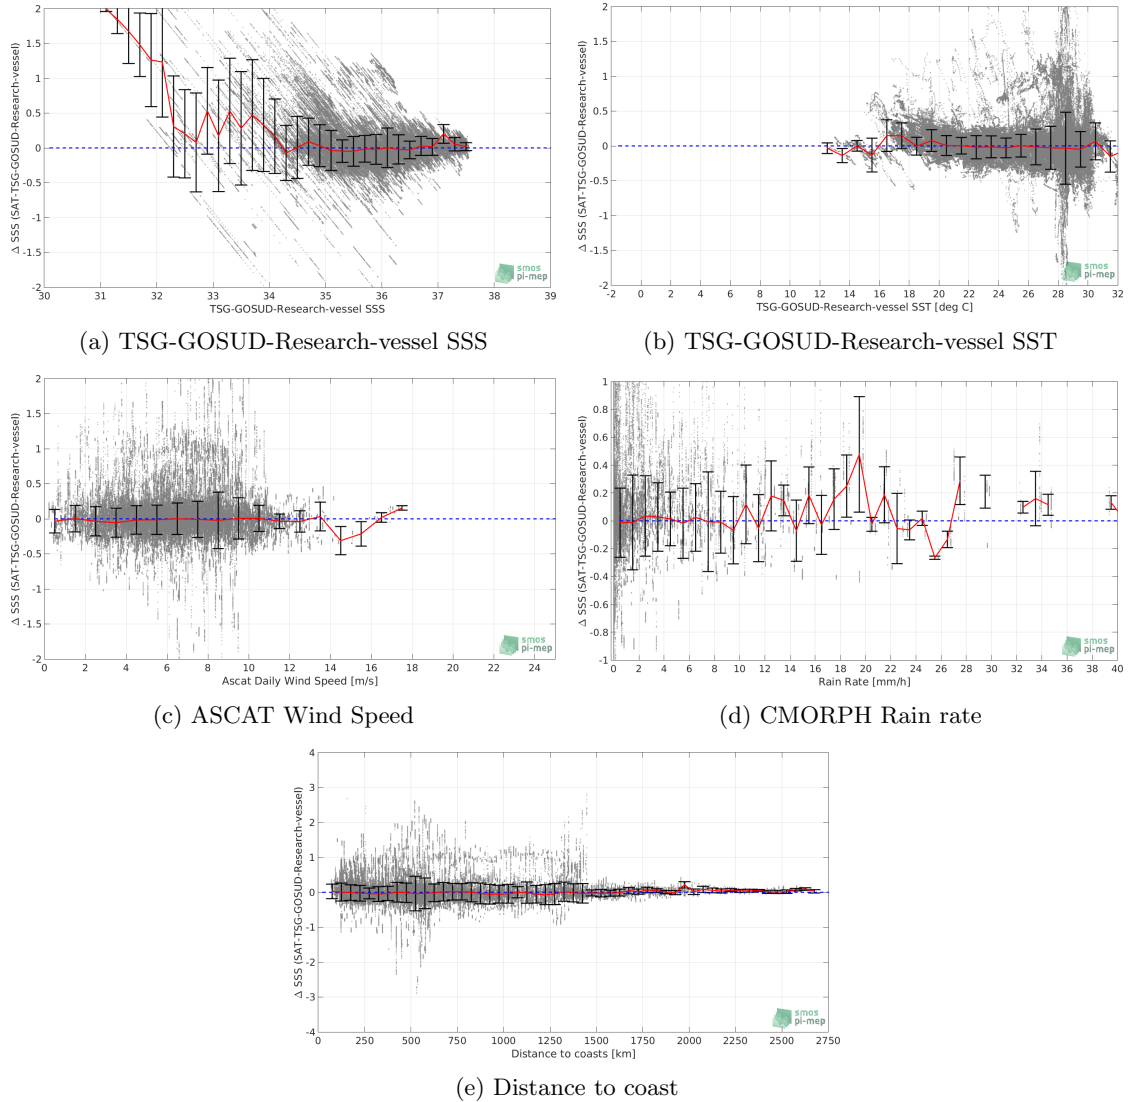 2
1.5
1
0.5
0
-0.5
-1
-1.5
-2
Δ SSS (SAT-TSG-GOSUD-Research-vessel)
30 31 32 33 34 35 36 37 38 39
TSG-GOSUD-Research-vessel SSS
smos
pi-mep
(a) TSG-GOSUD-Research-vessel SSS
2
1.5
1
0.5
0
-0.5
-1
-1.5
-2
Δ SSS (SAT-TSG-GOSUD-Research-vessel)
-2 0 2 4 6 8 10 12 14 16 18 20 22 24 26 28 30 32
TSG-GOSUD-Research-vessel SST [deg C]
smos
pi-mep
(b) TSG-GOSUD-Research-vessel SST
2
1.5
1
0.5
0
-0.5
-1
-1.5
-2
Δ SSS (SAT-TSG-GOSUD-Research-vessel)
0 2 4 6 8 10 12 14 16 18 20 22 24
Ascat Daily Wind Speed [m/s]
smos
pi-mep
(c) ASCAT Wind Speed
1
0.8
0.6
0.4
0.2
0
-0.2
-0.4
-0.6
-0.8
-1
Δ SSS (SAT-TSG-GOSUD-Research-vessel)
0 2 4 6 8 10 12 14 16 18 20 22 24 26 28 30 32 34 36 38 40
Rain Rate [mm/h]
smos
pi-mep
(d) CMORPH Rain rate
4
3
2
1
0
-1
-2
-3
-4
Δ SSS (SAT-TSG-GOSUD-Research-vessel)
0 250 500 750 1000 1250 1500 1750 2000 2250 2500 2750
Distance to coasts [km]
smos
pi-mep
(e) Distance to coast